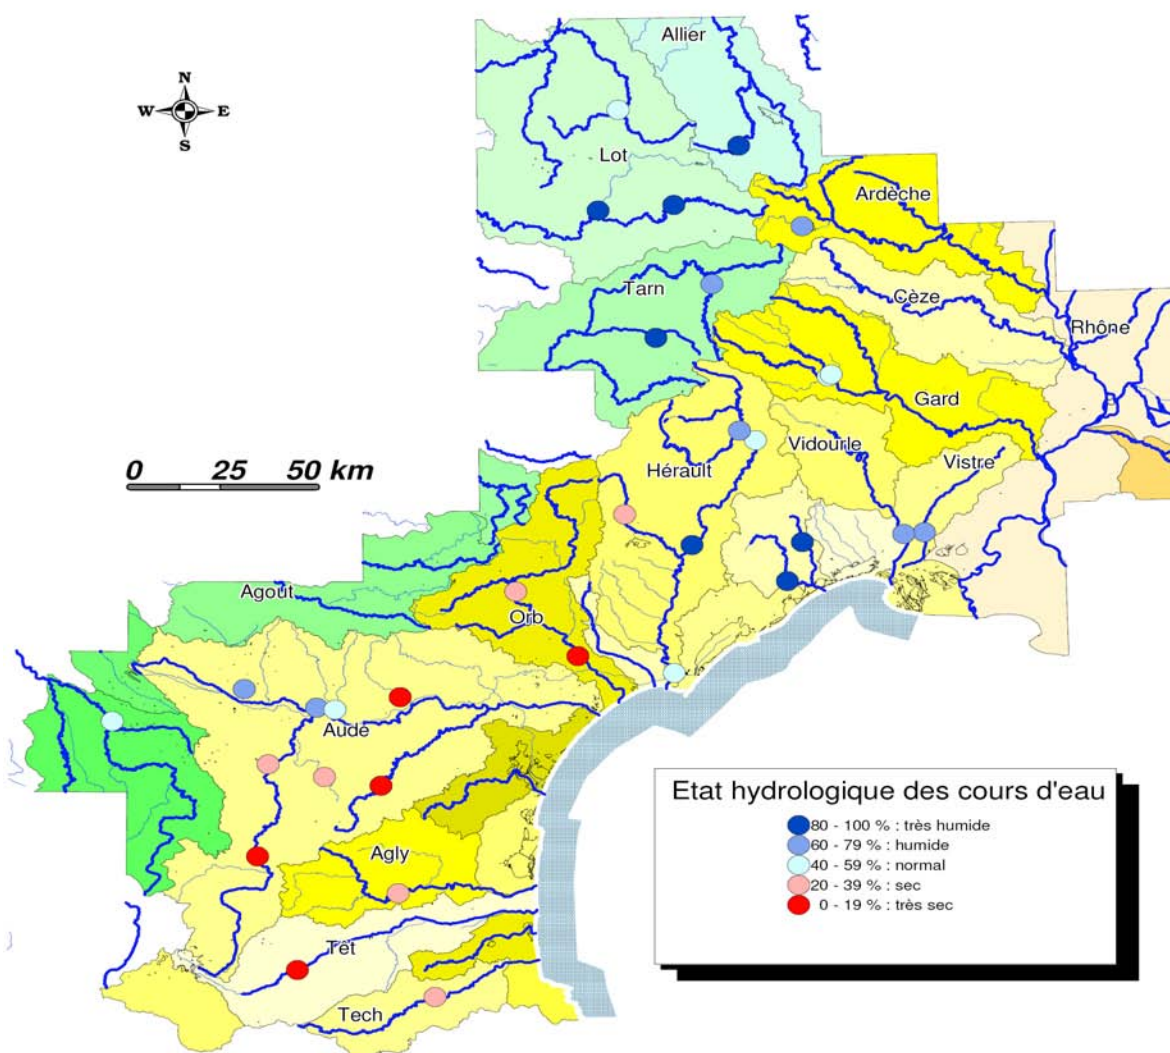 Allier
N
W E
S
Lot
Ardèche
Tarn
Cèze
Rhône
Gard
Vidourle
Vistre
Hérault
0 25 50 km
Agout
Orb
Aude
Agly
Têt
Tech
Etat hydrologique des cours d'eau
80 - 100 % : très humide
60 - 79 % : humide
40 - 59 % : normal
20 - 39 % : sec
0 - 19 % : très sec